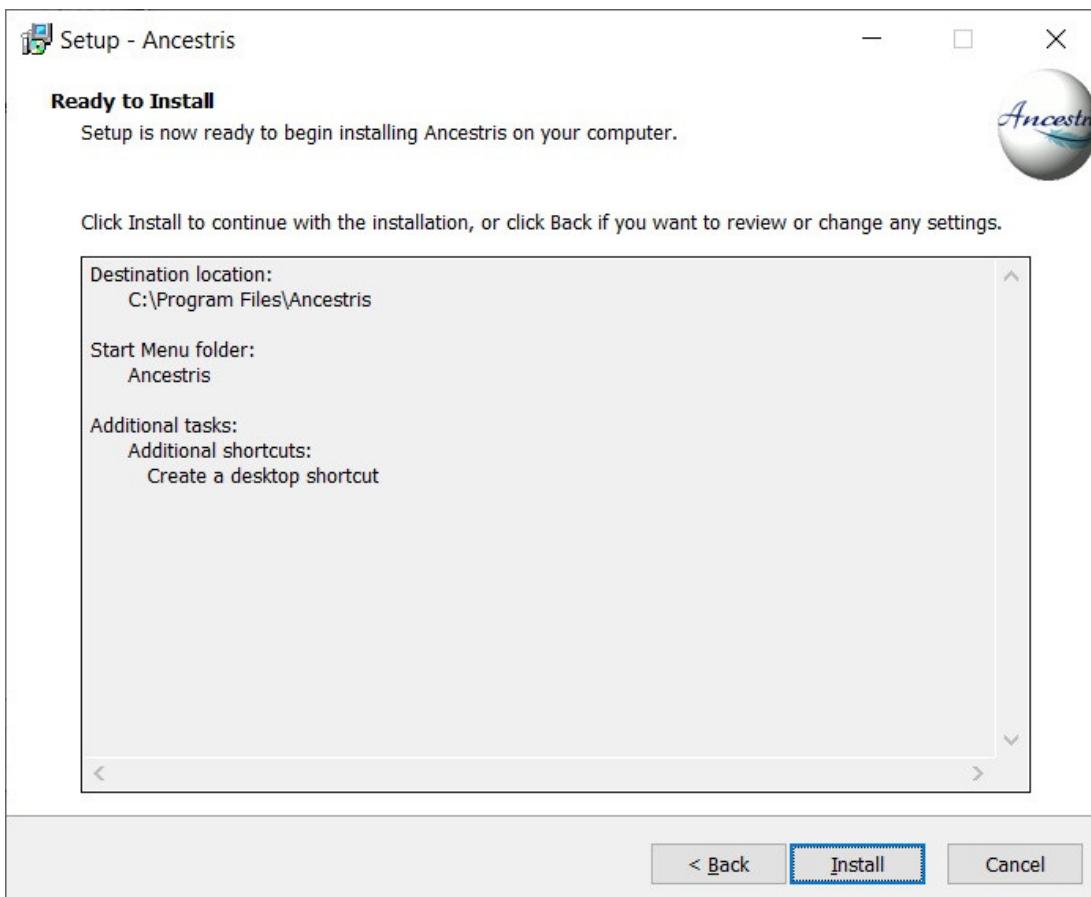 Setup - Ancestris
Ready to Install
Setup is now ready to begin installing Ancestris on your computer.
Ancestr
Click Install to continue with the installation, or click Back if you want to review or change any settings.
Destination location:
C:\Program Files\Ancestris
Start Menu folder:
Ancestris
Additional tasks:
Additional shortcuts:
Create a desktop shortcut
< Back
Install
Cancel